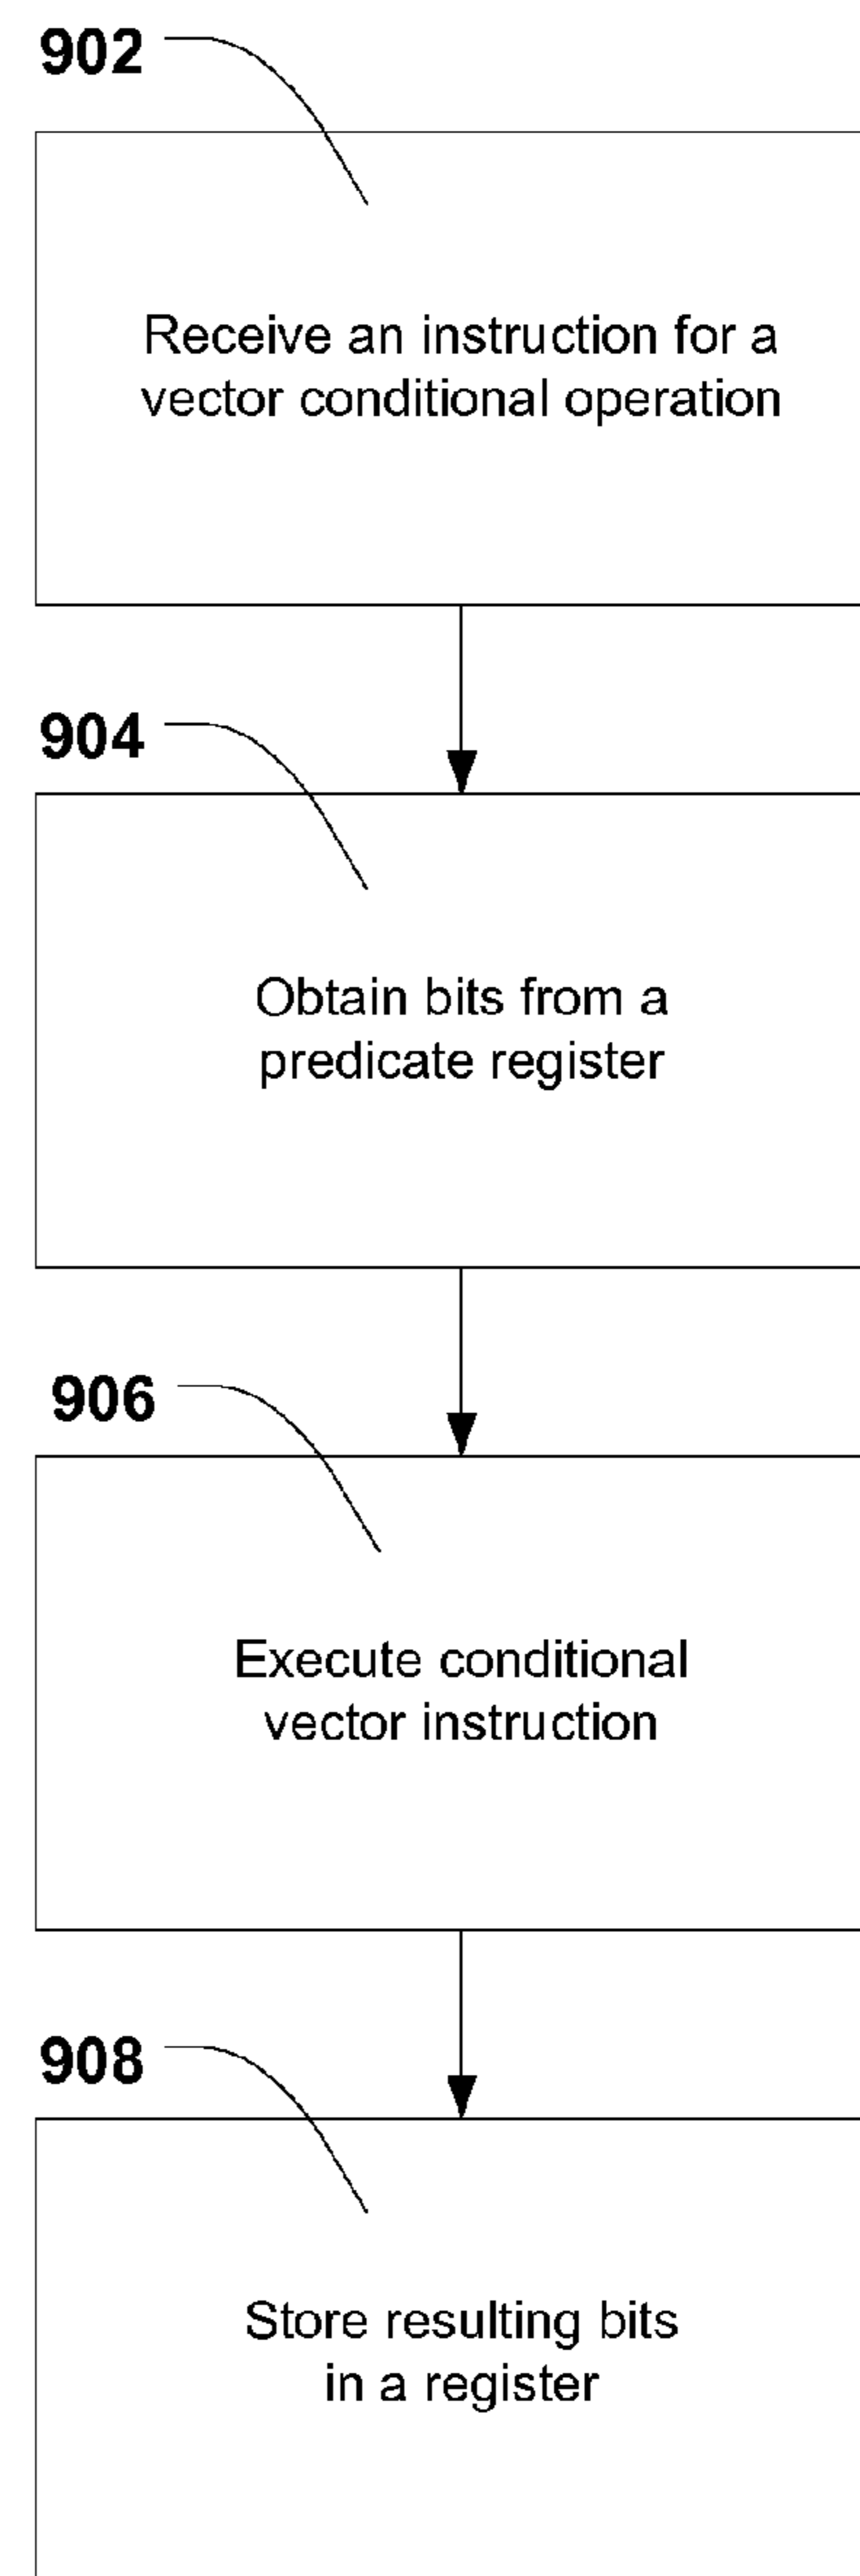 902
Receive an instruction for a
vector conditional operation
904
Obtain bits from a
predicate register
906
Execute conditional
vector instruction
908
Store resulting bits
in a register